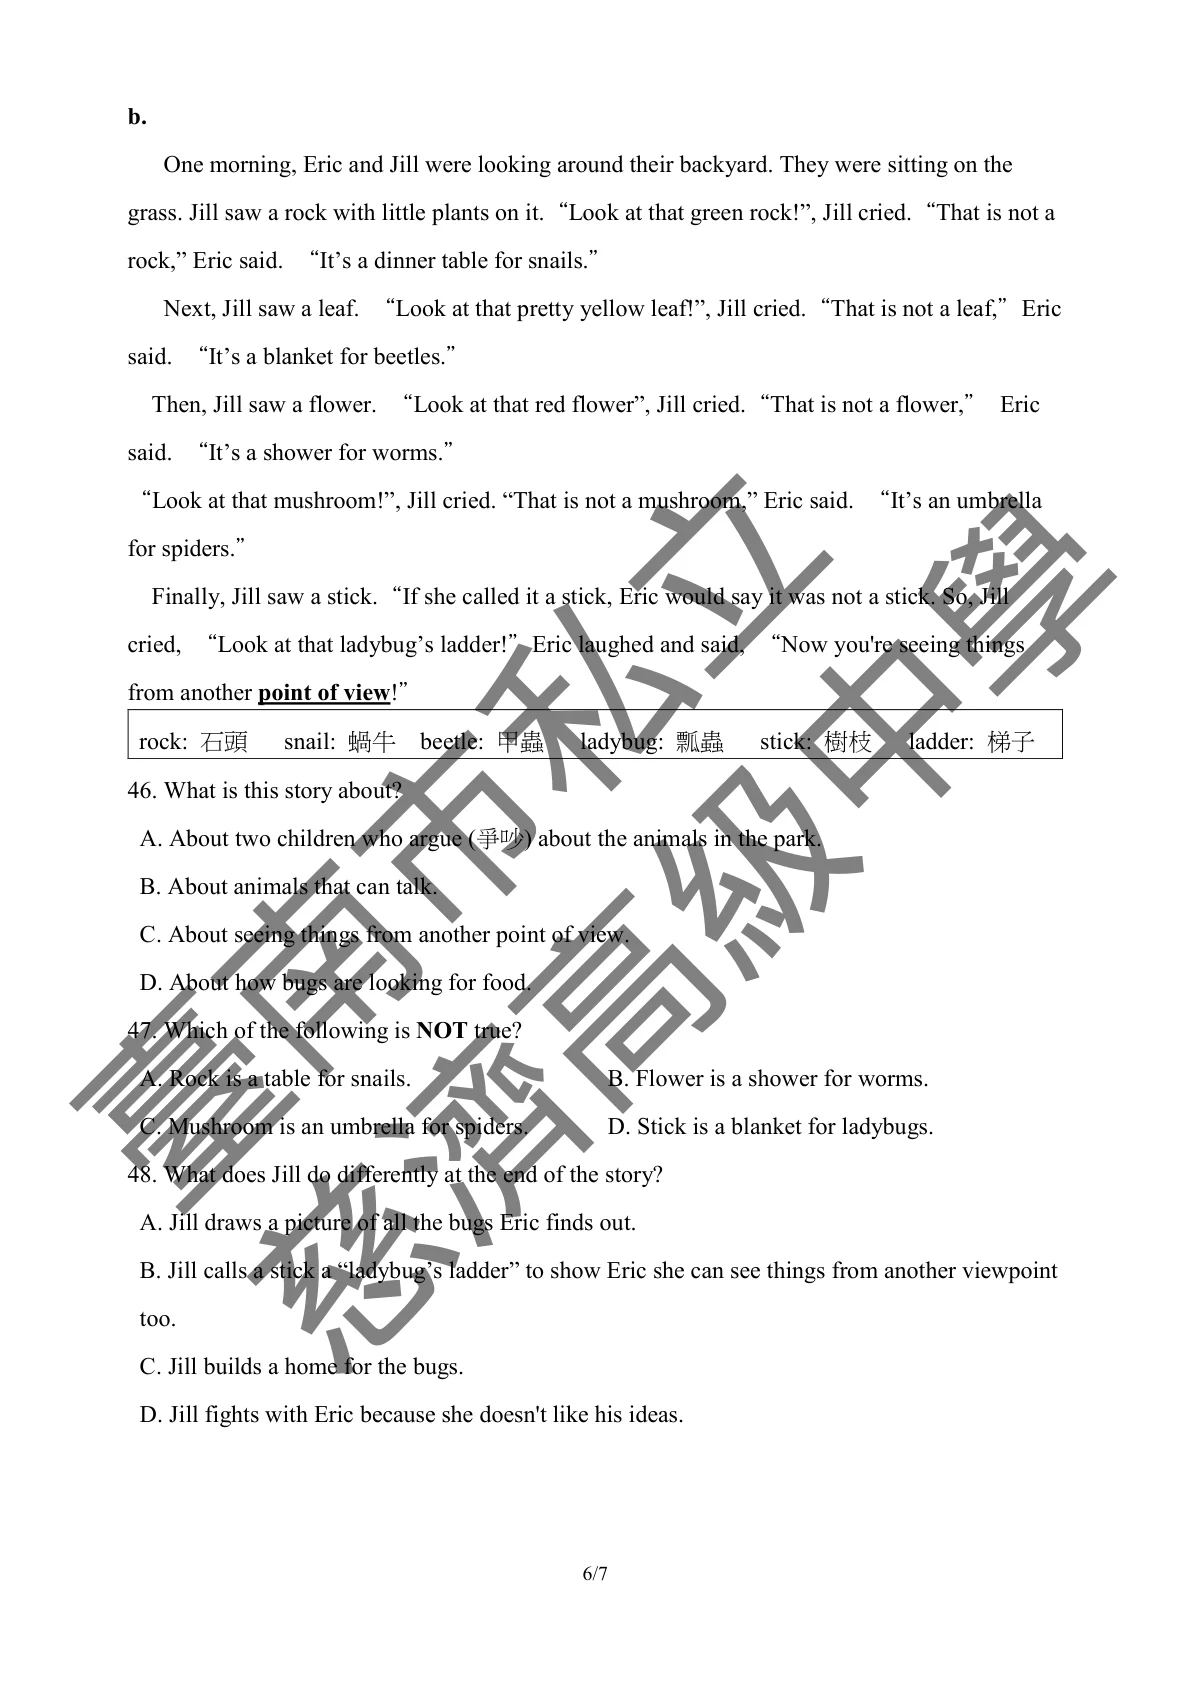 b.
One morning, Eric and Jill were looking around their backyard. They were sitting on the
grass. Jill saw a rock with little plants on it. “Look at that green rock!”, Jill cried. “That is not a
rock,” Eric said. “It’s a dinner table for snails.”
Next, Jill saw a leaf. “Look at that pretty yellow leaf!”, Jill cried. “That is not a leaf,” Eric
said. “It’s a blanket for beetles.”
Then, Jill saw a flower. “Look at that red flower”, Jill cried. “That is not a flower,” Eric
said. “It’s a shower for worms.”
“Look at that mushroom!”, Jill cried. “That is not a mushroom,” Eric said. “It’s an umbrella
for spiders.”
Finally, Jill saw a stick. “If she called it a stick, Eric would say it was not a stick. So, Jill
cried, “Look at that ladybug’s ladder!” Eric laughed and said, “Now you're seeing things
from another point of view!”
rock: 石頭 snail: 蝸牛 beetle: 甲蟲 ladybug: 瓢蟲 stick: 樹枝 ladder: 梯子
46. What is this story about?
A. About two children who argue (爭吵) about the animals in the park.
B. About animals that can talk.
C. About seeing things from another point of view.
D. About how bugs are looking for food.
47. Which of the following is NOT true?
A. Rock is a table for snails. B. Flower is a shower for worms.
C. Mushroom is an umbrella for spiders. D. Stick is a blanket for ladybugs.
48. What does Jill do differently at the end of the story?
A. Jill draws a picture of all the bugs Eric finds out.
B. Jill calls a stick a “ladybug’s ladder” to show Eric she can see things from another viewpoint
too.
C. Jill builds a home for the bugs.
D. Jill fights with Eric because she doesn't like his ideas.
6/7
臺南市私立
慈濟高級中學